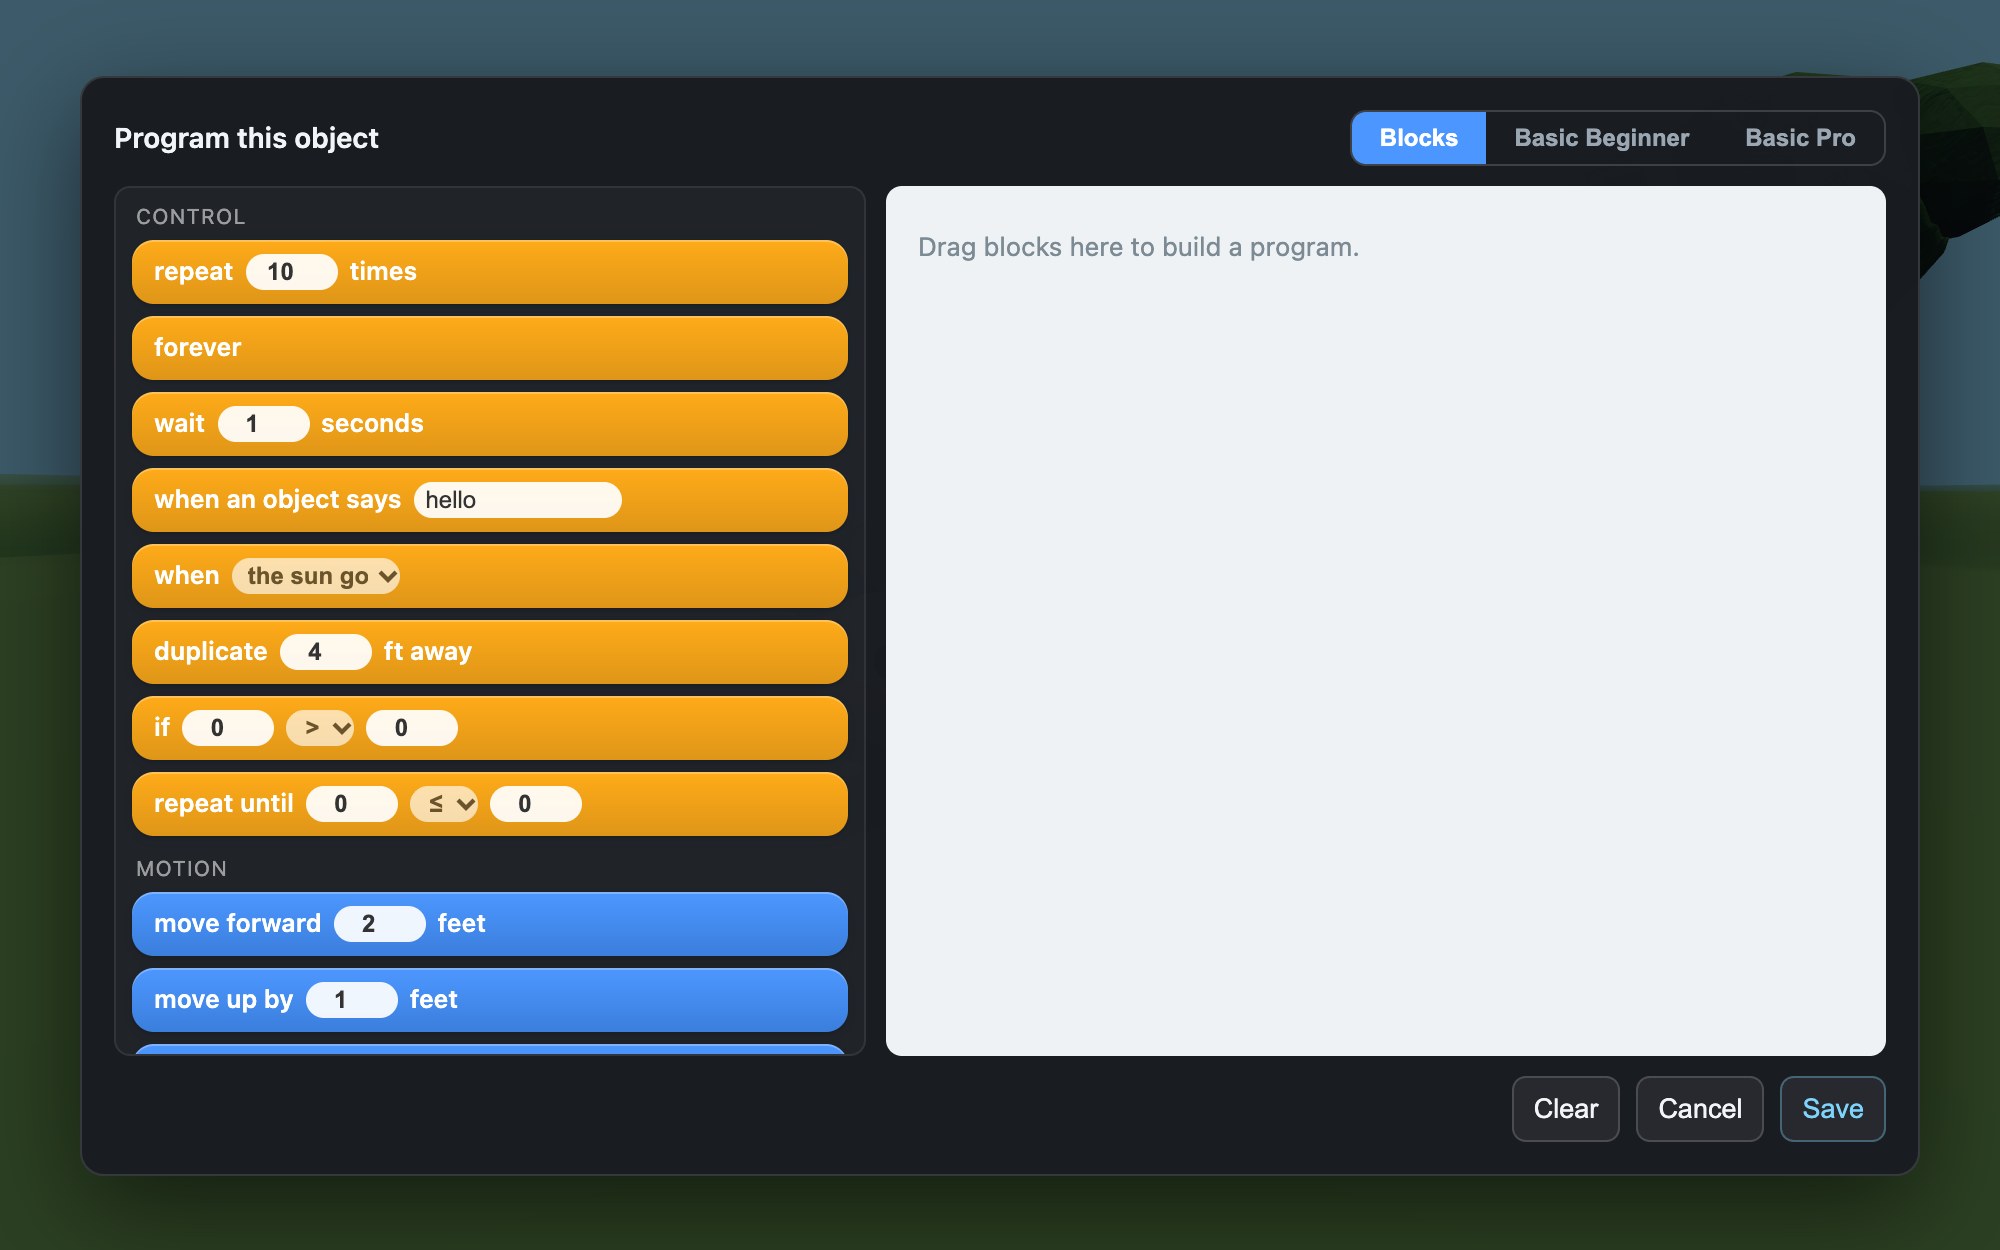 Program this object
Blocks Basic Beginner Basic Pro
CONTROL
repeat 10 times
forever
wait 1 seconds
when an object says hello
when the sun go
duplicate 4 ft away
if 0 > 0
repeat until 0 ≤ 0
MOTION
move forward 2 feet
move up by 1 feet
Drag blocks here to build a program.
Clear Cancel Save